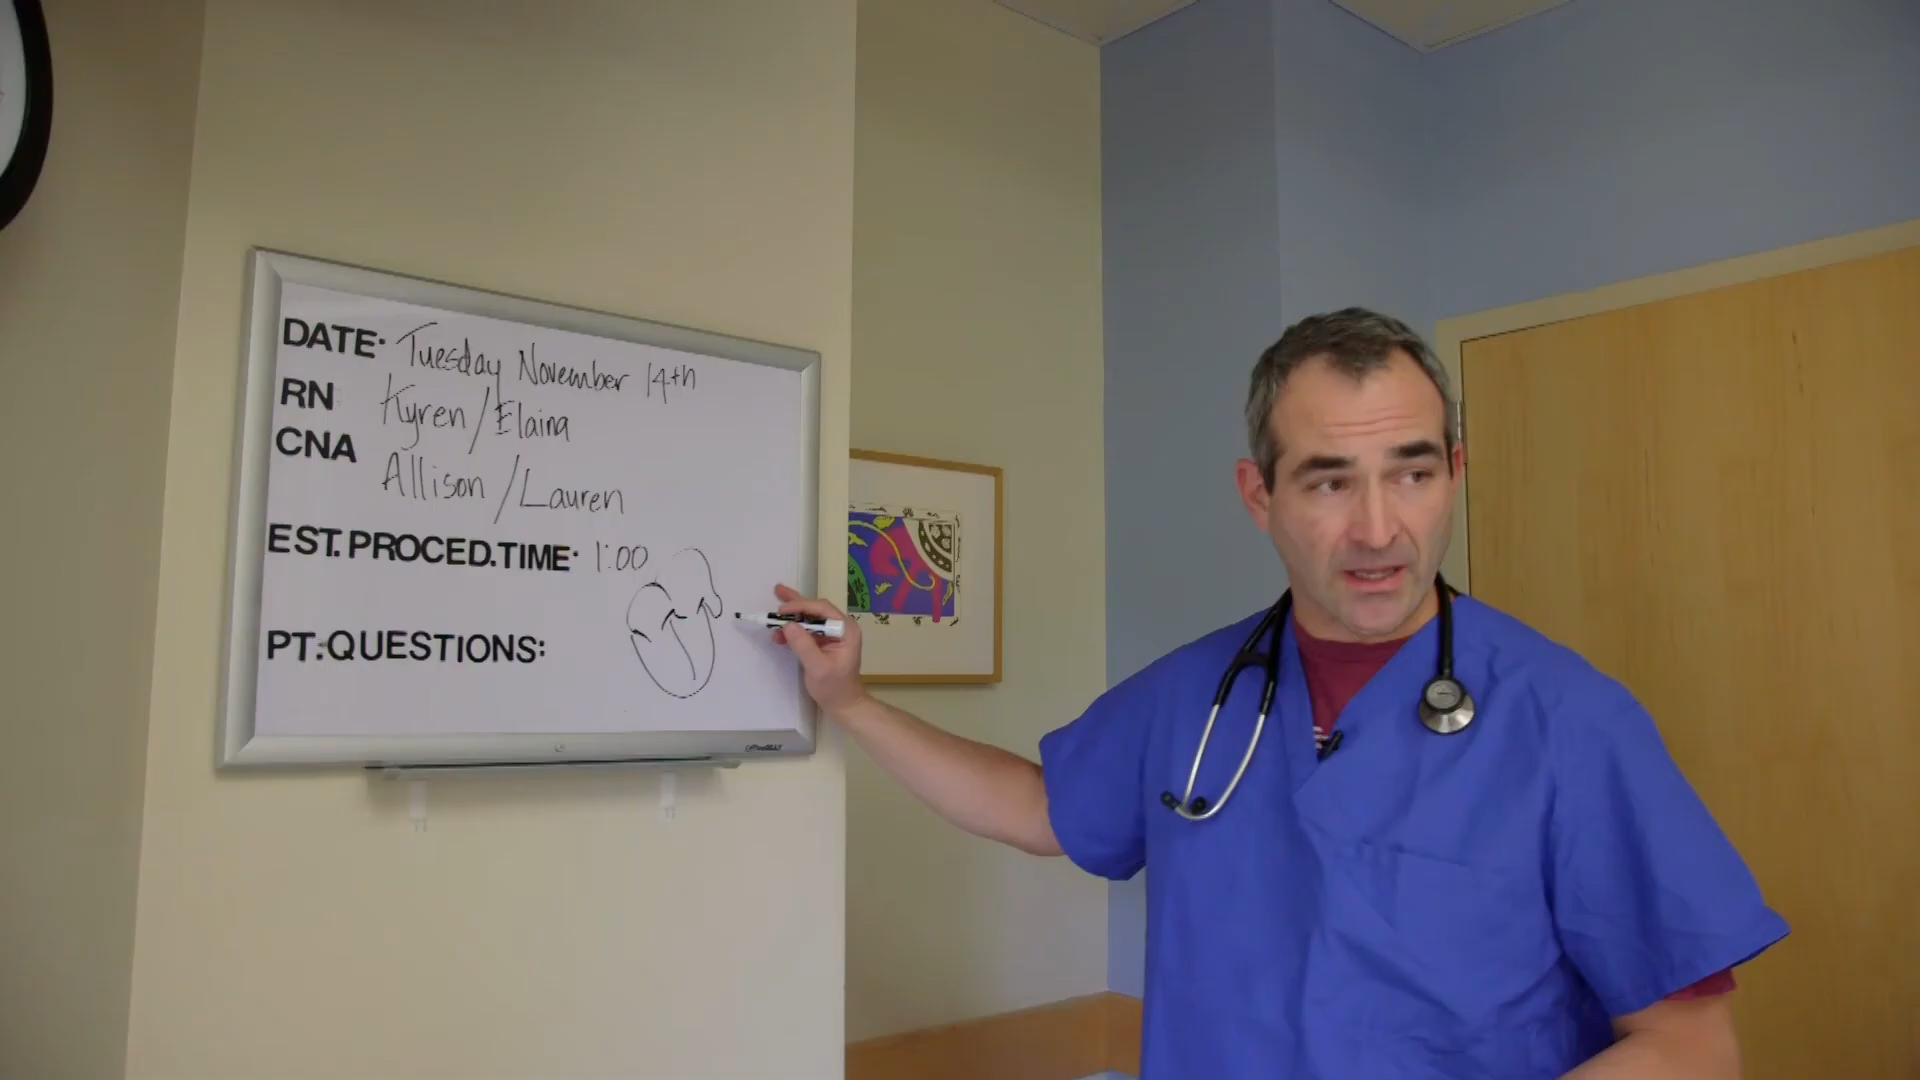 DATE: Tuesday November 14th
RN Kyren/Elaina
CNA Allison/Lauren
EST. PROCED. TIME: 1:00
PT. QUESTIONS: